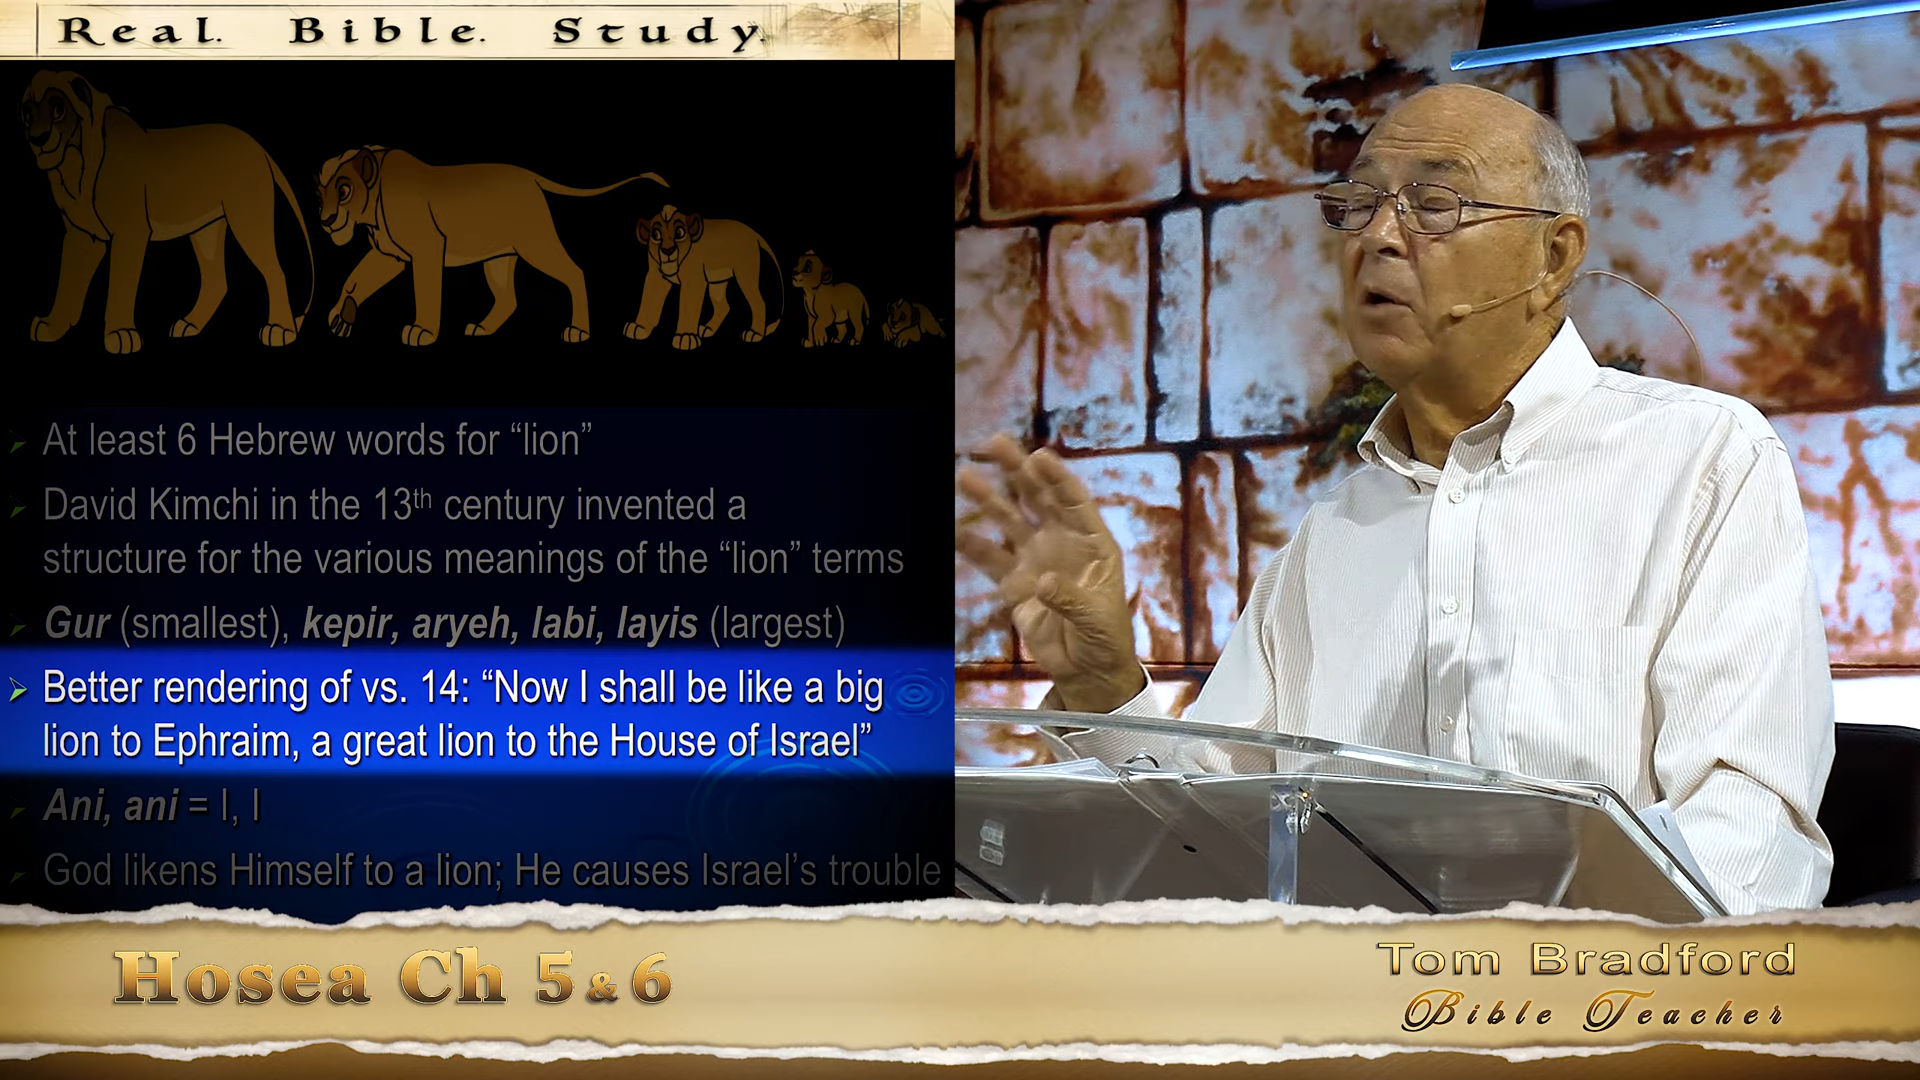 Real. Bible. Study.
At least 6 Hebrew words for “lion”
David Kimchi in the 13th century invented a
structure for the various meanings of the “lion” terms
Gur (smallest), kepir, aryeh, labi, layis (largest)
Better rendering of vs. 14: “Now I shall be like a big
lion to Ephraim, a great lion to the House of Israel”
Ani, ani = I, I
God likens Himself to a lion; He causes Israel’s trouble
Hosea Ch 5 & 6
Tom Bradford
Bible Teacher